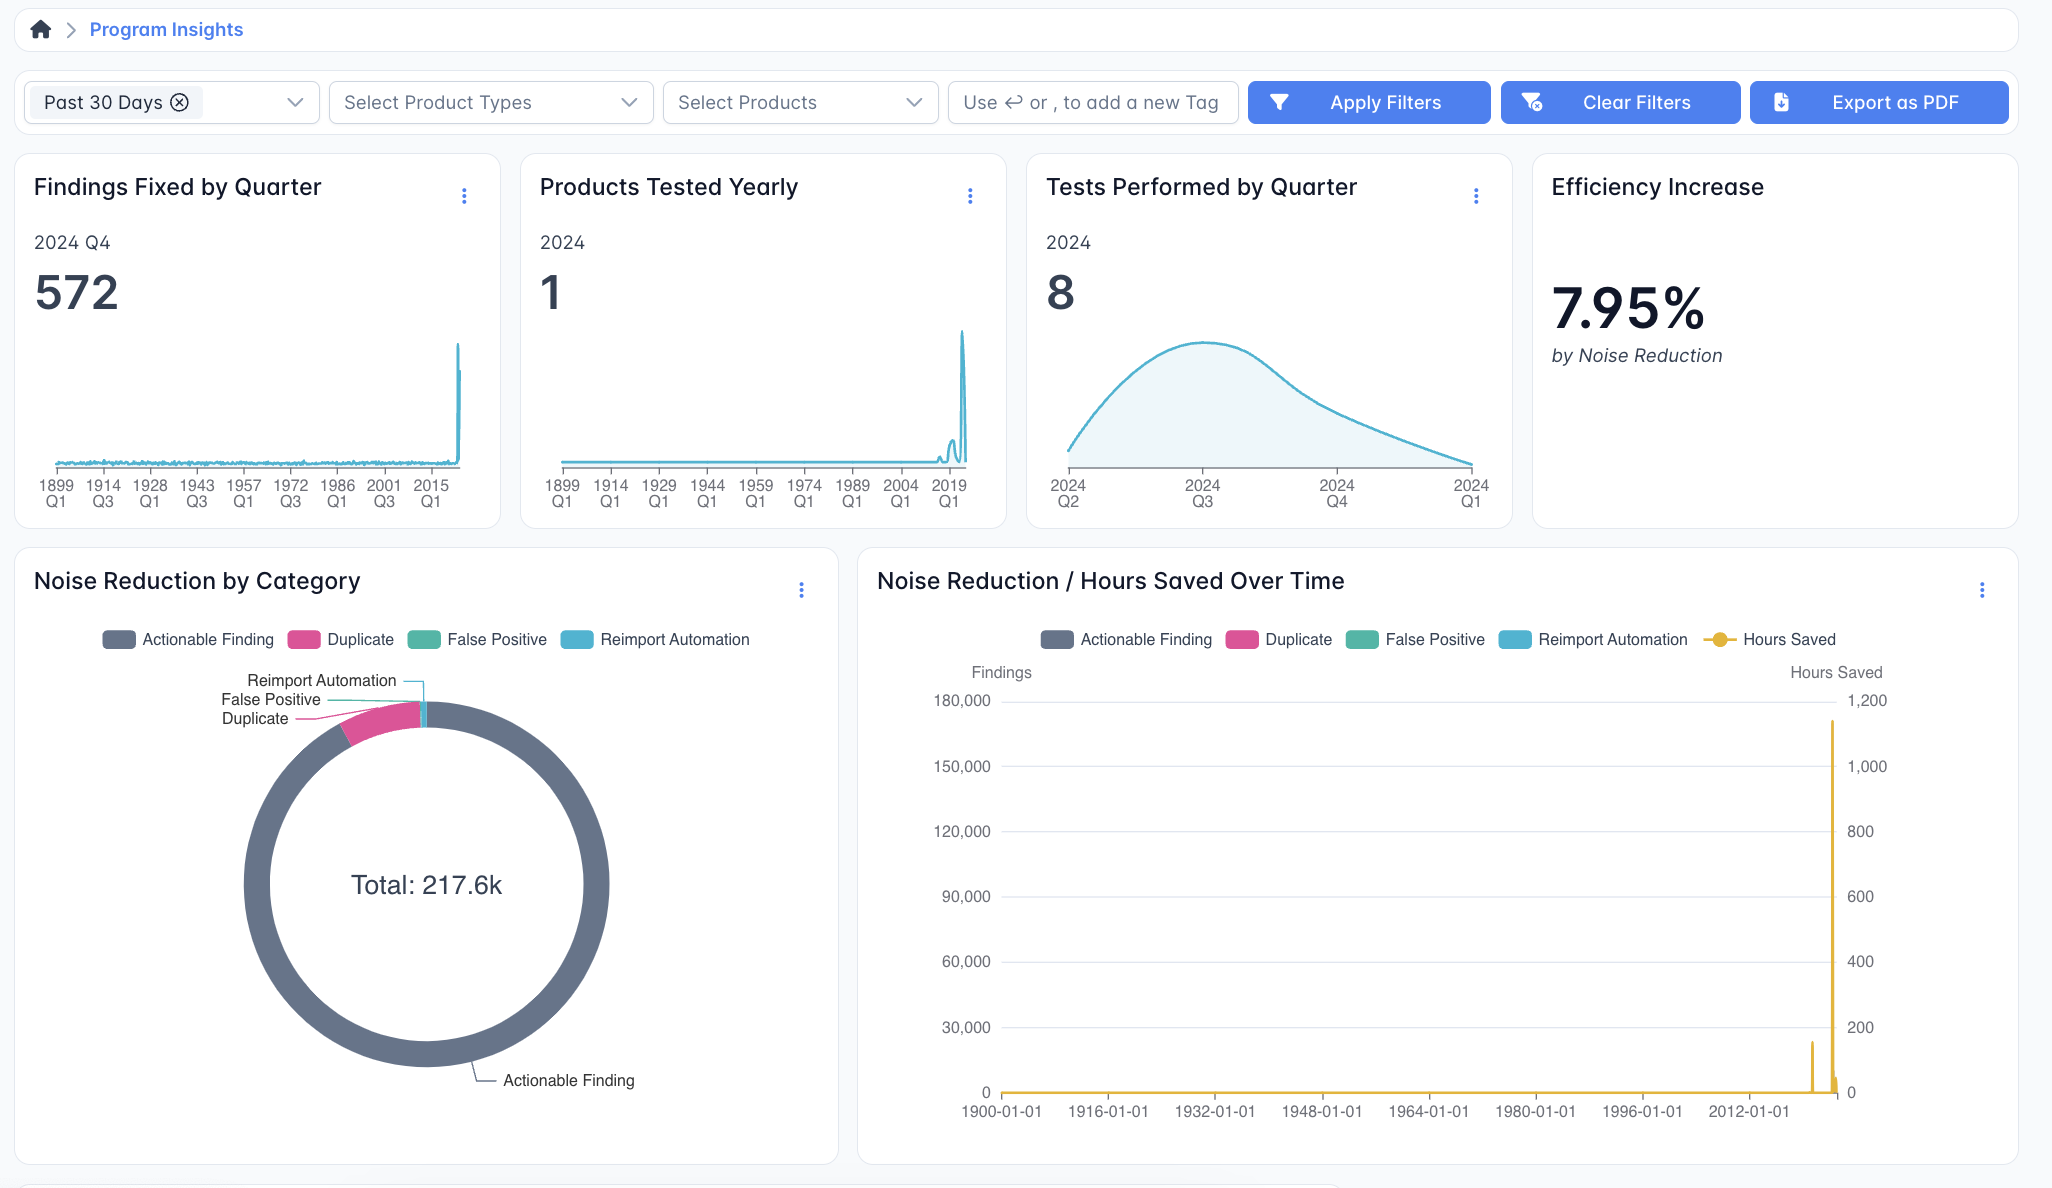 Program Insights
Past 30 Days
Select Product Types
Select Products
Use ↩ or , to add a new Tag
Apply Filters
Clear Filters
Export as PDF
Findings Fixed by Quarter
2024 Q4
572
1899 Q1
1914 Q3
1928 Q1
1943 Q3
1957 Q1
1972 Q3
1986 Q1
2001 Q3
2015 Q1
Products Tested Yearly
2024
1
1899 Q1
1914 Q1
1929 Q1
1944 Q1
1959 Q1
1974 Q1
1989 Q1
2004 Q1
2019 Q1
Tests Performed by Quarter
2024
8
2024 Q2
2024 Q3
2024 Q4
2024 Q1
Efficiency Increase
7.95%
by Noise Reduction
Noise Reduction by Category
Actionable Finding
Duplicate
False Positive
Reimport Automation
Reimport Automation
False Positive
Duplicate
Total: 217.6k
Actionable Finding
Noise Reduction / Hours Saved Over Time
Actionable Finding
Duplicate
False Positive
Reimport Automation
Hours Saved
Findings
Hours Saved
180,000
1,200
150,000
1,000
120,000
800
90,000
600
60,000
400
30,000
200
0
0
1900-01-01
1916-01-01
1932-01-01
1948-01-01
1964-01-01
1980-01-01
1996-01-01
2012-01-01